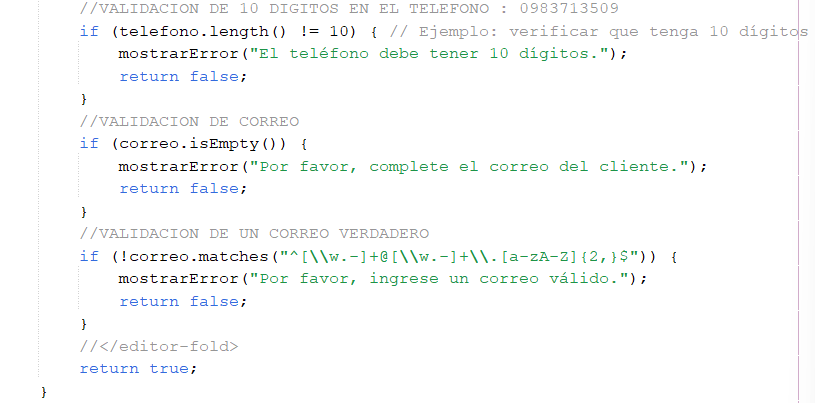 //VALIDACION DE 10 DIGITOS EN EL TELEFONO : 0983713509
if (telefono.length() != 10) { // Ejemplo: verificar que tenga 10 dígitos
mostrarError("El teléfono debe tener 10 dígitos.");
return false;
}
//VALIDACION DE CORREO
if (correo.isEmpty()) {
mostrarError("Por favor, complete el correo del cliente.");
return false;
}
//VALIDACION DE UN CORREO VERDADERO
if (!correo.matches("^[\\w.-]+@[\\w.-]+\\.[a-zA-Z]{2,}$")) {
mostrarError("Por favor, ingrese un correo válido.");
return false;
}
//</editor-fold>
return true;
}